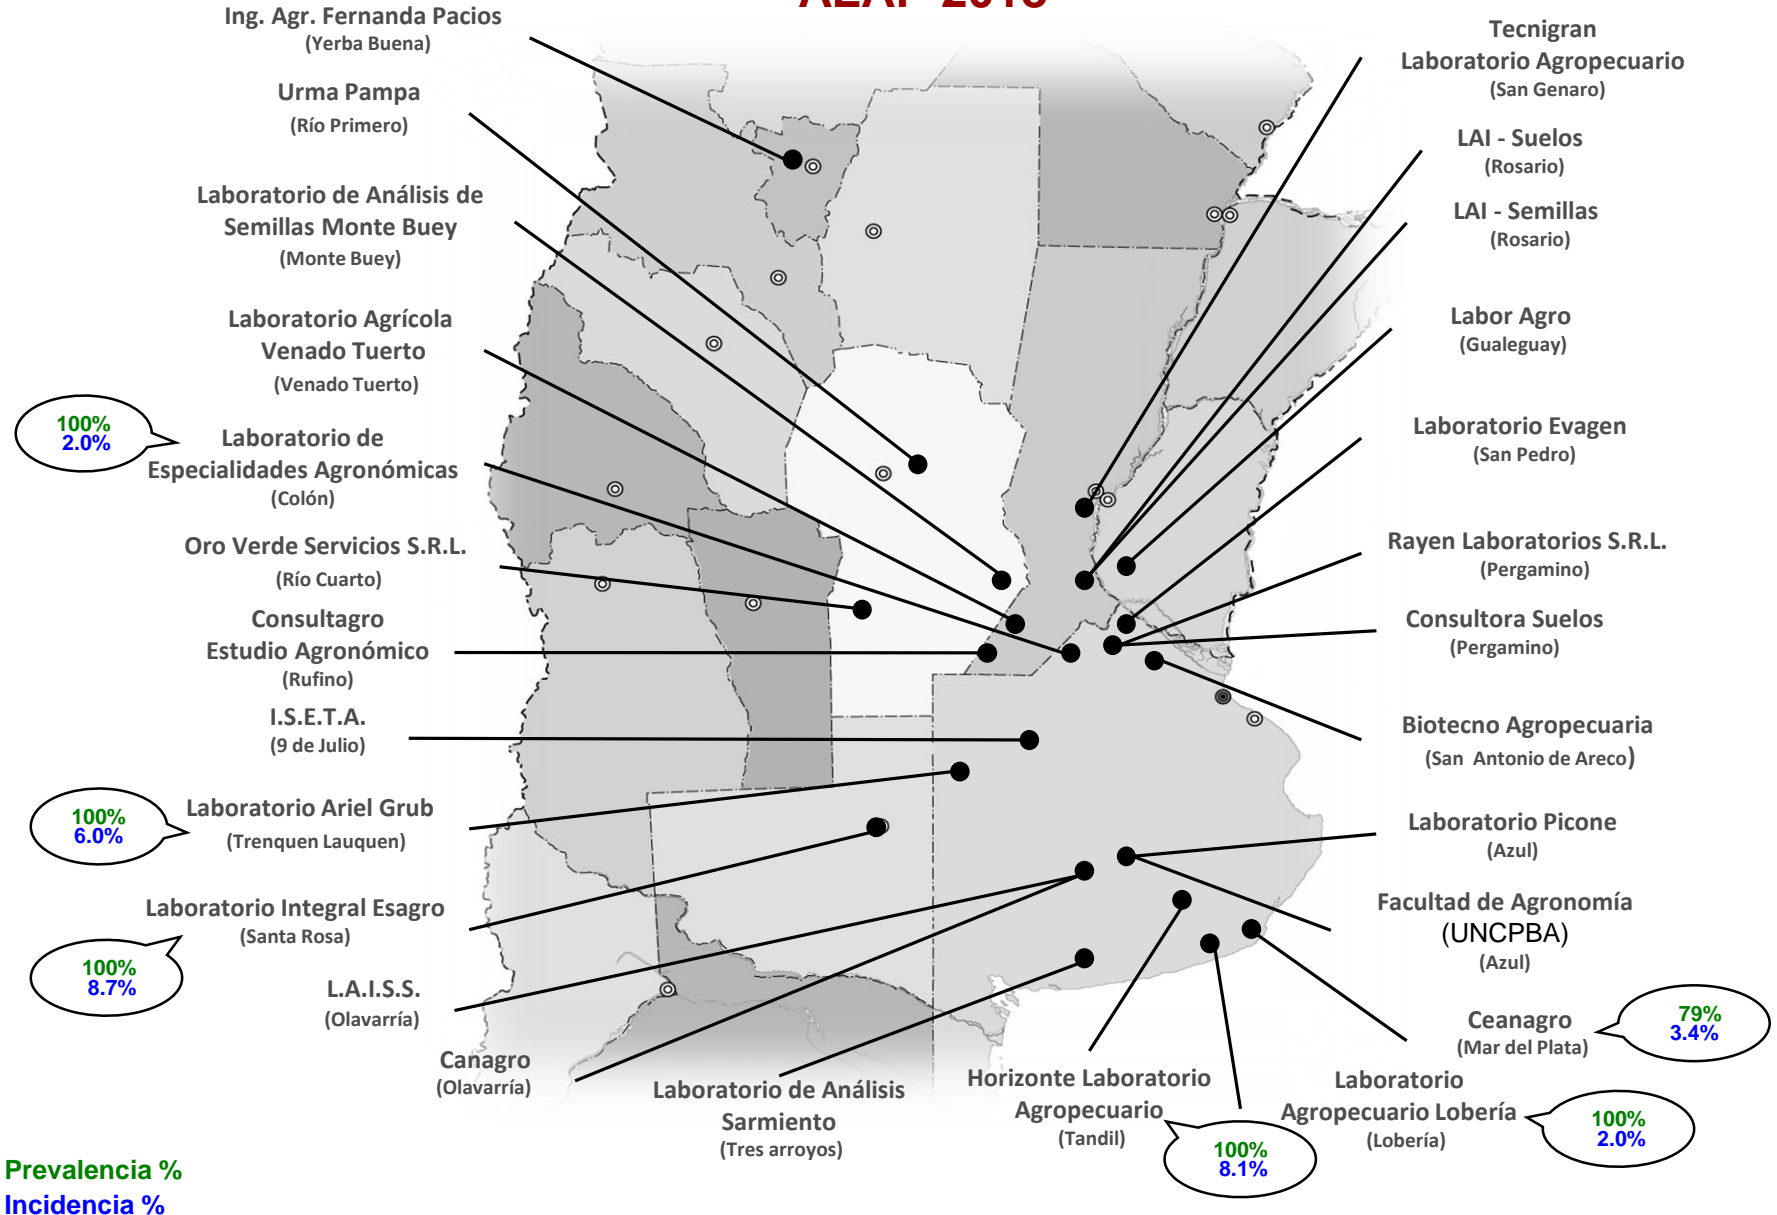 Ing. Agr. Fernanda Pacios
(Yerba Buena)
Urma Pampa
(Río Primero)
Laboratorio de Análisis de
Semillas Monte Buey
(Monte Buey)
Laboratorio Agrícola
Venado Tuerto
(Venado Tuerto)
100%
2.0%
Laboratorio de
Especialidades Agronómicas
(Colón)
Oro Verde Servicios S.R.L.
(Río Cuarto)
Consultagro
Estudio Agronómico
(Rufino)
I.S.E.T.A.
(9 de Julio)
100%
6.0%
Laboratorio Ariel Grub
(Trenquen Lauquen)
Laboratorio Integral Esagro
(Santa Rosa)
100%
8.7%
L.A.I.S.S.
(Olavarría)
Canagro
(Olavarría)
Laboratorio de Análisis
Sarmiento
(Tres arroyos)
Horizonte Laboratorio
Agropecuario
(Tandil)
100%
8.1%
Laboratorio
Agropecuario Lobería
(Lobería)
100%
2.0%
Ceanagro
(Mar del Plata)
79%
3.4%
Facultad de Agronomía
(UNCPBA)
(Azul)
Laboratorio Picone
(Azul)
Biotecno Agropecuaria
(San Antonio de Areco)
Consultora Suelos
(Pergamino)
Rayen Laboratorios S.R.L.
(Pergamino)
Laboratorio Evagen
(San Pedro)
Labor Agro
(Gualeguay)
LAI - Semillas
(Rosario)
LAI - Suelos
(Rosario)
Tecnigran
Laboratorio Agropecuario
(San Genaro)
Prevalencia %
Incidencia %